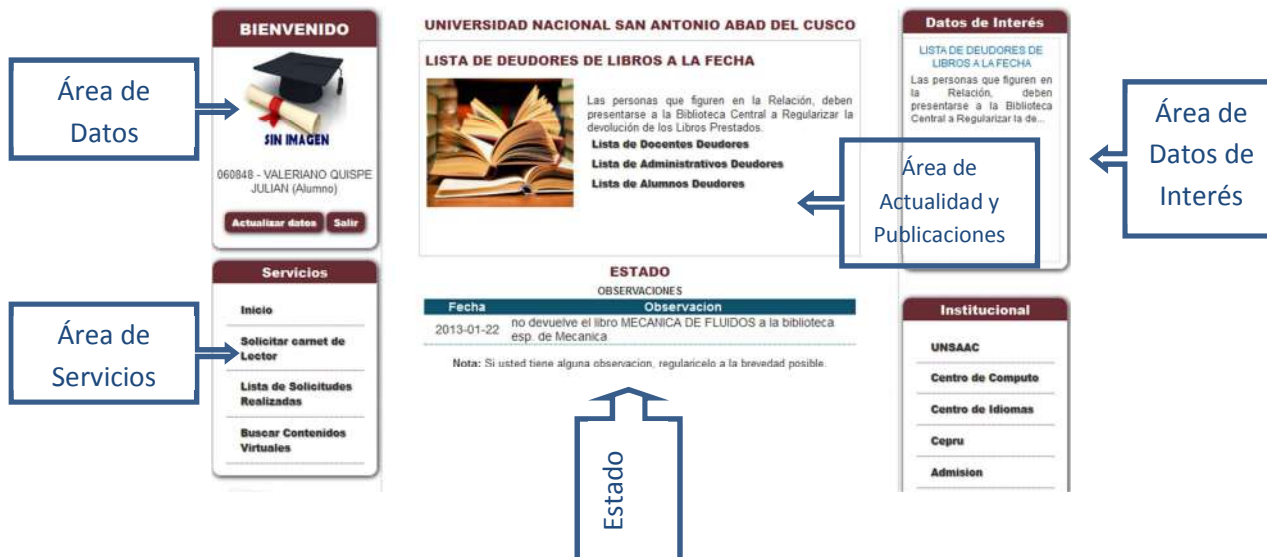 Área de
Datos
BIENVENIDO
SIN IMAGEN
060848 - VALERIANO QUISPE
JULIAN (Alumno)
Actualizar datos
Salir
Área de
Servicios
Servicios
Inicio
Solicitar carnet de
Lector
Lista de Solicitudes
Realizadas
Buscar Contenidos
Virtuales
UNIVERSIDAD NACIONAL SAN ANTONIO ABAD DEL CUSCO
LISTA DE DEUDORES DE LIBROS A LA FECHA
Las personas que figuren en la Relación, deben
presentarse a la Biblioteca Central a Regularizar la
devolución de los Libros Prestados.
Lista de Docentes Deudores
Lista de Administrativos Deudores
Lista de Alumnos Deudores
Área de
Actualidad y
Publicaciones
ESTADO
OBSERVACIONES
Fecha Observacion
2013-01-22 no devuelve el libro MECANICA DE FLUIDOS a la biblioteca
esp. de Mecanica
Nota: Si usted tiene alguna observacion, regularicelo a la brevedad posible.
Estado
Datos de Interés
LISTA DE DEUDORES DE
LIBROS A LA FECHA
Las personas que figuren en
la Relación, deben
presentarse a la Biblioteca
Central a Regularizar la de...
Área de
Datos de
Interés
Institucional
UNSAAC
Centro de Computo
Centro de Idiomas
Cepru
Admision